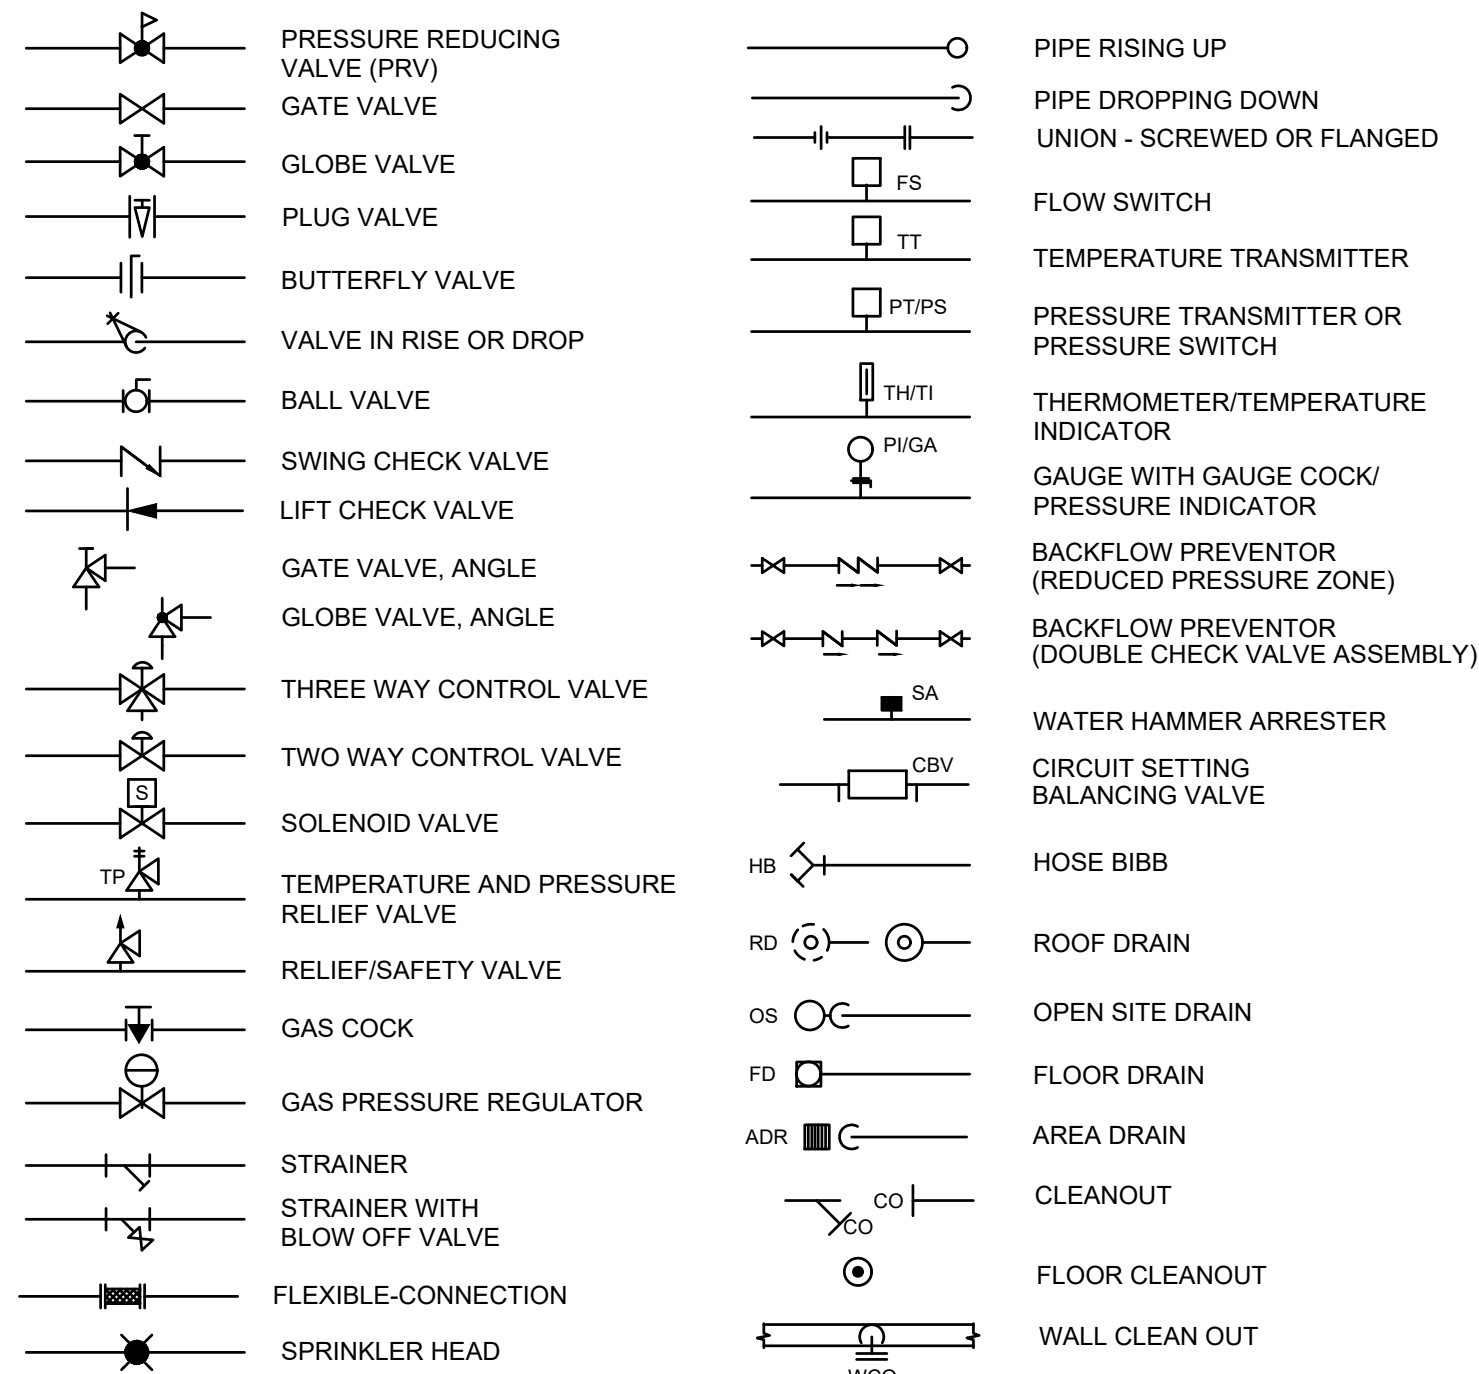 PRESSURE REDUCING
VALVE (PRV)
GATE VALVE
GLOBE VALVE
PLUG VALVE
BUTTERFLY VALVE
VALVE IN RISE OR DROP
BALL VALVE
SWING CHECK VALVE
LIFT CHECK VALVE
GATE VALVE, ANGLE
GLOBE VALVE, ANGLE
THREE WAY CONTROL VALVE
TWO WAY CONTROL VALVE
S
SOLENOID VALVE
TP
TEMPERATURE AND PRESSURE
RELIEF VALVE
RELIEF/SAFETY VALVE
GAS COCK
GAS PRESSURE REGULATOR
STRAINER
STRAINER WITH
BLOW OFF VALVE
FLEXIBLE-CONNECTION
SPRINKLER HEAD
PIPE RISING UP
PIPE DROPPING DOWN
UNION - SCREWED OR FLANGED
FS
FLOW SWITCH
TT
TEMPERATURE TRANSMITTER
PT/PS
PRESSURE TRANSMITTER OR
PRESSURE SWITCH
TH/TI
THERMOMETER/TEMPERATURE
INDICATOR
PI/GA
GAUGE WITH GAUGE COCK/
PRESSURE INDICATOR
BACKFLOW PREVENTOR
(REDUCED PRESSURE ZONE)
BACKFLOW PREVENTOR
(DOUBLE CHECK VALVE ASSEMBLY)
SA
WATER HAMMER ARRESTER
CBV
CIRCUIT SETTING
BALANCING VALVE
HB
HOSE BIBB
RD
ROOF DRAIN
OS
OPEN SITE DRAIN
FD
FLOOR DRAIN
ADR
AREA DRAIN
CO
CO
CLEANOUT
FLOOR CLEANOUT
WALL CLEAN OUT